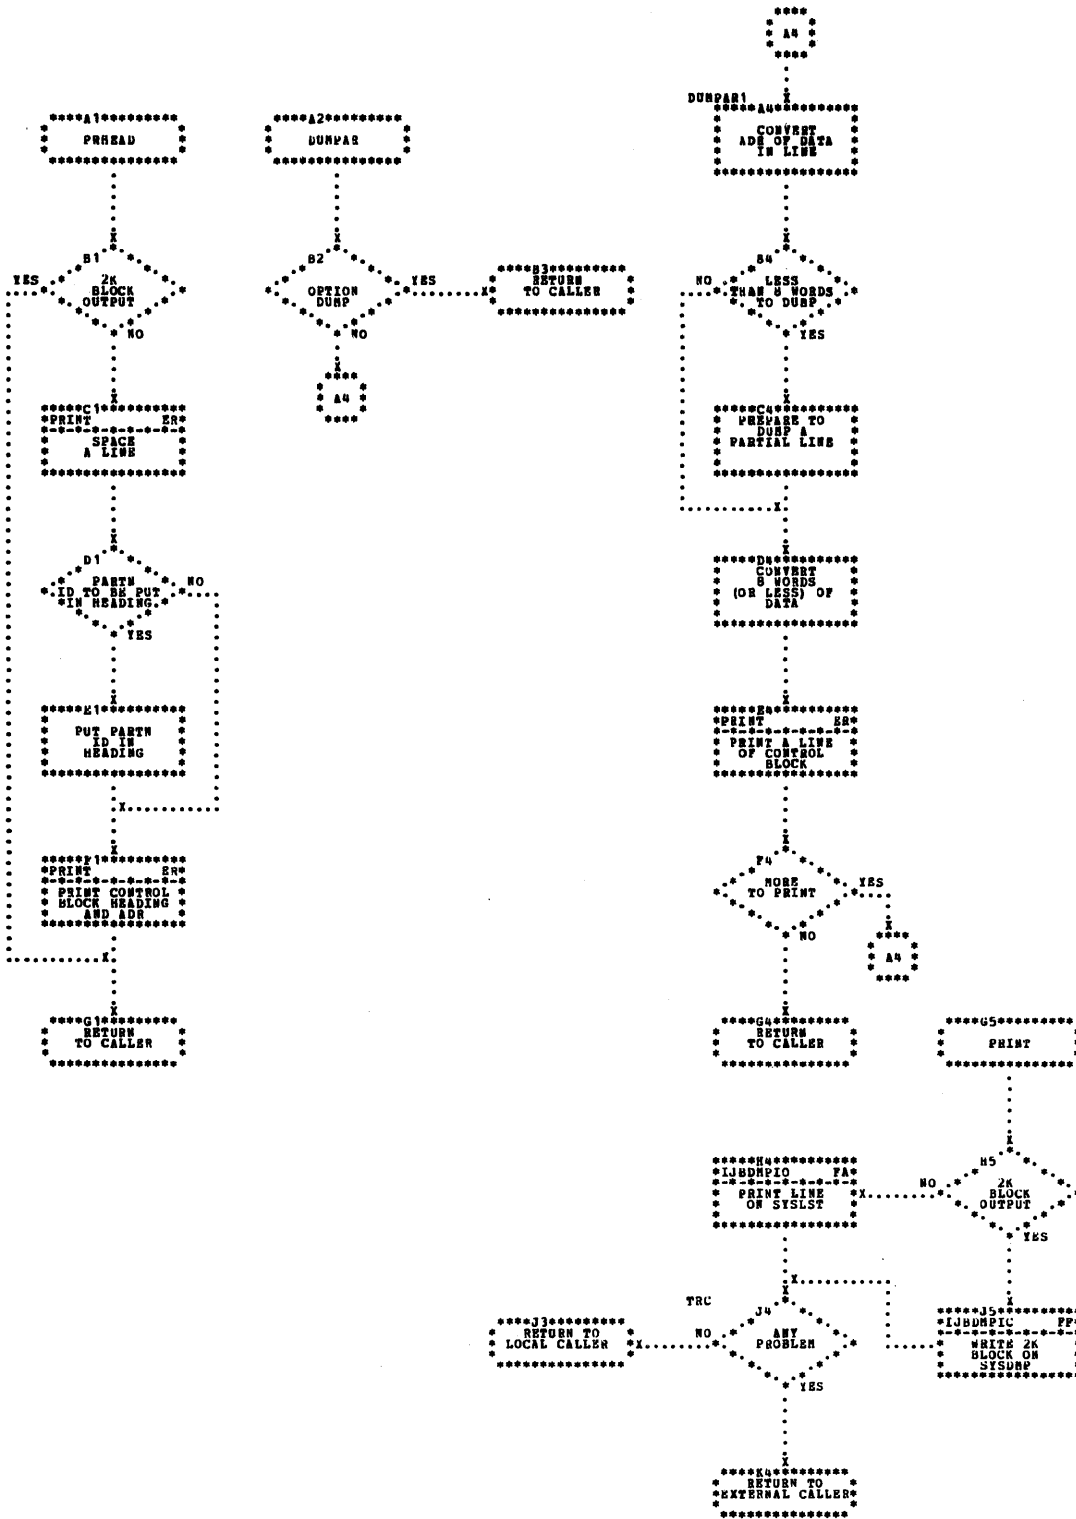 A4
DUMPAR1
A4
CONVERT
ADR OF DATA
IN LINE
A1
PRHEAD
A2
DUMPAR
B1
2K
BLOCK
OUTPUT
YES
NO
B2
OPTION
DUMP
YES
NO
B3
RETURN
TO CALLER
B4
LESS
THAN 8 WORDS
TO DUMP
NO
YES
A4
C1
PRINT ER
SPACE
A LINE
C4
PREPARE TO
DUMP A
PARTIAL LINE
D1
PARTN
ID TO BE PUT
IN HEADING
NO
YES
D4
CONVERT
8 WORDS
(OR LESS) OF
DATA
E1
PUT PARTN
ID IN
HEADING
E4
PRINT ER
PRINT A LINE
OF CONTROL
BLOCK
F1
PRINT ER
PRINT CONTROL
BLOCK HEADING
AND ADR
F4
MORE
TO PRINT
YES
NO
A4
G1
RETURN
TO CALLER
G4
RETURN
TO CALLER
G5
PRINT
H4
IJBDMPIO FA
PRINT LINE
ON SYSLST
H5
2K
BLOCK
OUTPUT
NO
YES
TRC
J3
RETURN TO
LOCAL CALLER
J4
ANY
PROBLEM
NO
YES
J5
IJBDMPIC FF
WRITE 2K
BLOCK ON
SYSDMP
K4
RETURN TO
EXTERNAL CALLER